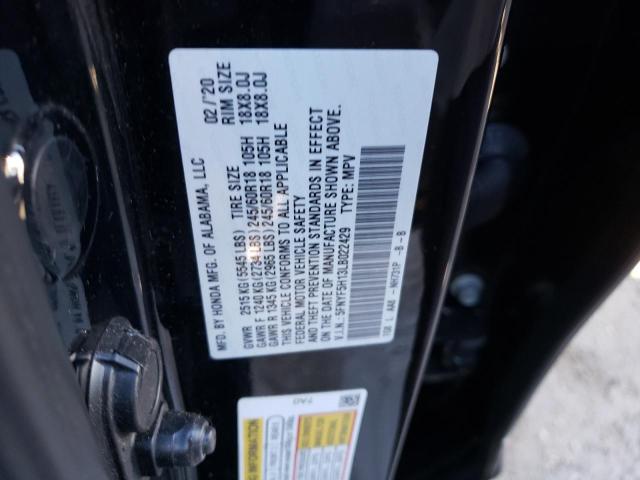 MFD. BY HONDA MFG. OF ALABAMA, LLC 02/'20
TIRE SIZE RIM SIZE
GVWR 2515 KG (5545 LBS)
GAWR F 1240 KG (2734 LBS) 245/60R18 105H 18X8.0J
GAWR R 1345 KG (2965 LBS) 245/60R18 105H 18X8.0J
THIS VEHICLE CONFORMS TO ALL APPLICABLE
FEDERAL MOTOR VEHICLE SAFETY
AND THEFT PREVENTION STANDARDS IN EFFECT
ON THE DATE OF MANUFACTURE SHOWN ABOVE.
V.I.N.: 5FNYF5H13LB022429 TYPE: MPV
NH731P -B-B
INFORMATION